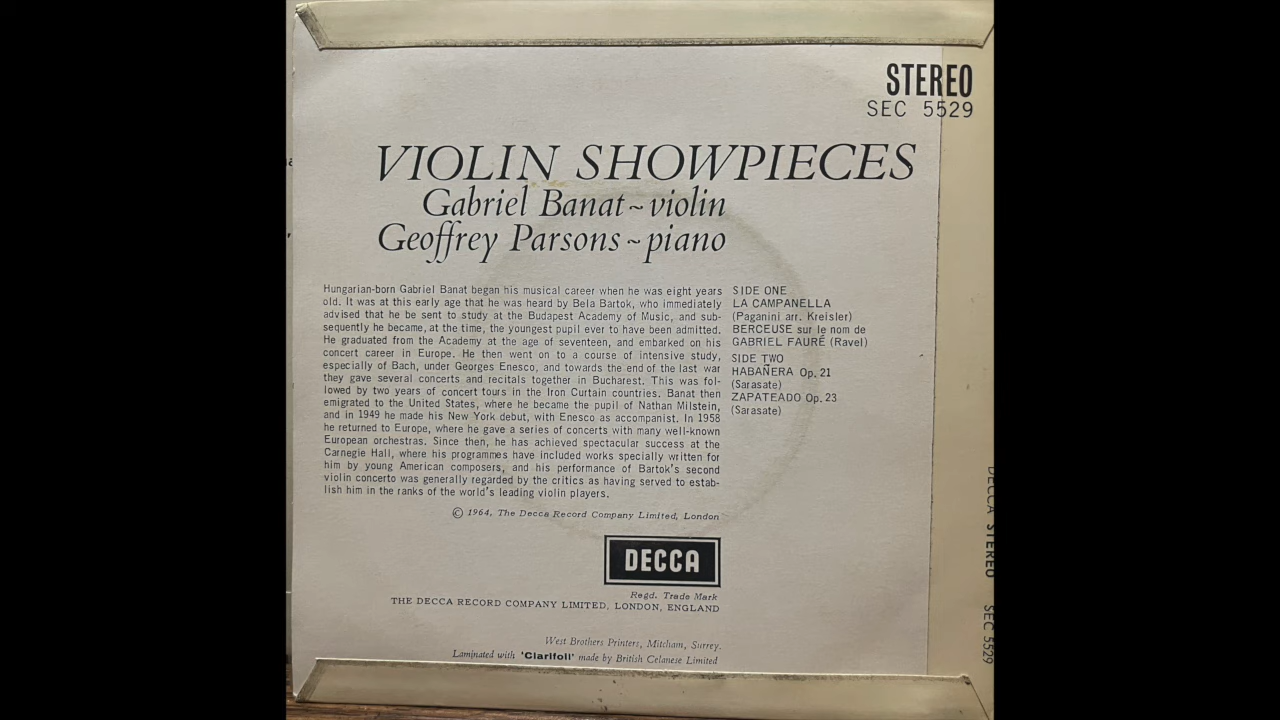 STEREO
SEC 5529
VIOLIN SHOWPIECES
Gabriel Banat ~ violin
Geoffrey Parsons ~ piano
Hungarian-born Gabriel Banat began his musical career when he was eight years
old. It was at this early age that he was heard by Bela Bartok, who immediately
advised that he be sent to study at the Budapest Academy of Music, and sub-
sequently he became, at the time, the youngest pupil ever to have been admitted.
He graduated from the Academy at the age of seventeen, and embarked on his
concert career in Europe. He then went on to a course of intensive study,
especially of Bach, under Georges Enesco, and towards the end of the last war
they gave several concerts and recitals together in Bucharest. This was fol-
lowed by two years of concert tours in the Iron Curtain countries. Banat then
emigrated to the United States, where he became the pupil of Nathan Milstein,
and in 1949 he made his New York debut, with Enesco as accompanist. In 1958
he returned to Europe, where he gave a series of concerts with many well-known
European orchestras. Since then, he has achieved spectacular success at the
Carnegie Hall, where his programmes have included works specially written for
him by young American composers, and his performance of Bartok's second
violin concerto was generally regarded by the critics as having served to estab-
lish him in the ranks of the world's leading violin players.
SIDE ONE
LA CAMPANELLA
(Paganini arr. Kreisler)
BERCEUSE sur le nom de
GABRIEL FAURÉ (Ravel)
SIDE TWO
HABAÑERA Op. 21
(Sarasate)
ZAPATEADO Op. 23
(Sarasate)
© 1964, The Decca Record Company Limited, London
DECCA
Regd. Trade Mark
THE DECCA RECORD COMPANY LIMITED, LONDON, ENGLAND
West Brothers Printers, Mitcham, Surrey.
Laminated with 'Clarifoil' made by British Celanese Limited
DECCA STEREO SEC 5529